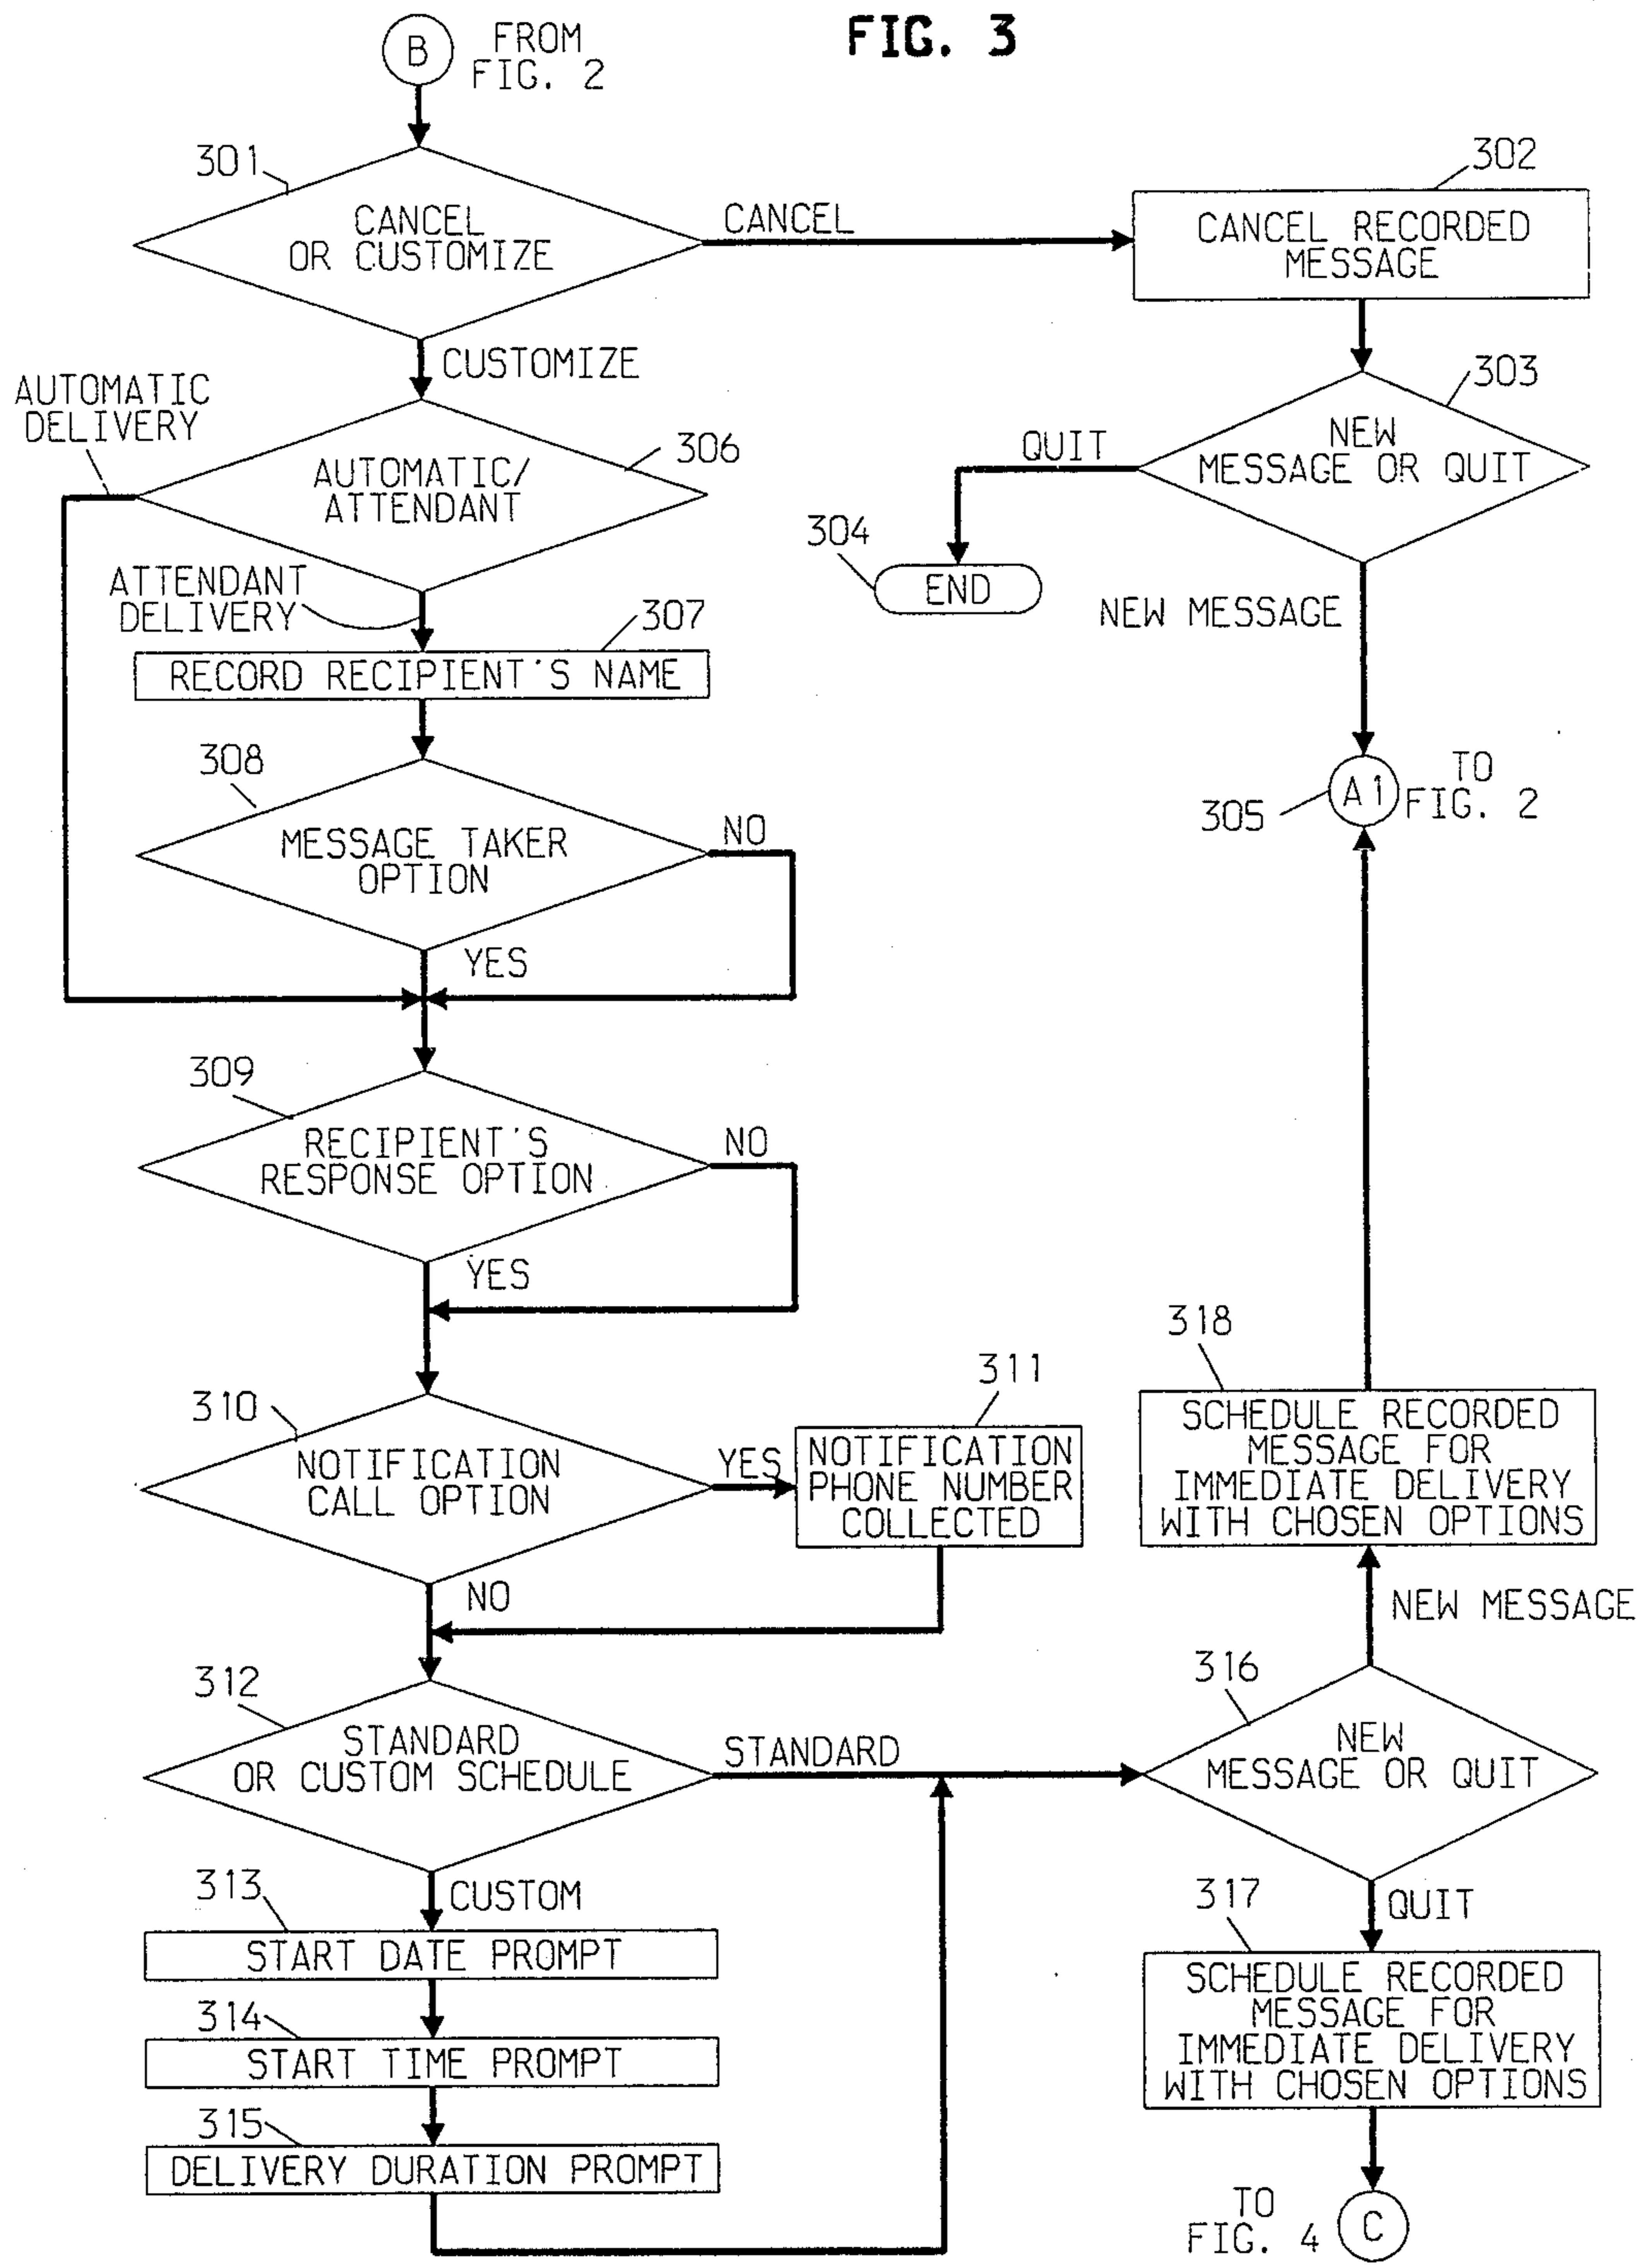 FIG. 3
B
FROM
FIG. 2
301
CANCEL
OR CUSTOMIZE
CANCEL
302
CANCEL RECORDED
MESSAGE
CUSTOMIZE
303
NEW
MESSAGE OR QUIT
QUIT
304
END
NEW MESSAGE
305
A1
TO
FIG. 2
AUTOMATIC
DELIVERY
306
AUTOMATIC/
ATTENDANT
ATTENDANT
DELIVERY
307
RECORD RECIPIENT'S NAME
308
MESSAGE TAKER
OPTION
NO
YES
309
RECIPIENT'S
RESPONSE OPTION
NO
YES
310
NOTIFICATION
CALL OPTION
YES
311
NOTIFICATION
PHONE NUMBER
COLLECTED
NO
312
STANDARD
OR CUSTOM SCHEDULE
STANDARD
CUSTOM
313
START DATE PROMPT
314
START TIME PROMPT
315
DELIVERY DURATION PROMPT
318
SCHEDULE RECORDED
MESSAGE FOR
IMMEDIATE DELIVERY
WITH CHOSEN OPTIONS
NEW MESSAGE
316
NEW
MESSAGE OR QUIT
317
QUIT
SCHEDULE RECORDED
MESSAGE FOR
IMMEDIATE DELIVERY
WITH CHOSEN OPTIONS
TO
FIG. 4
C